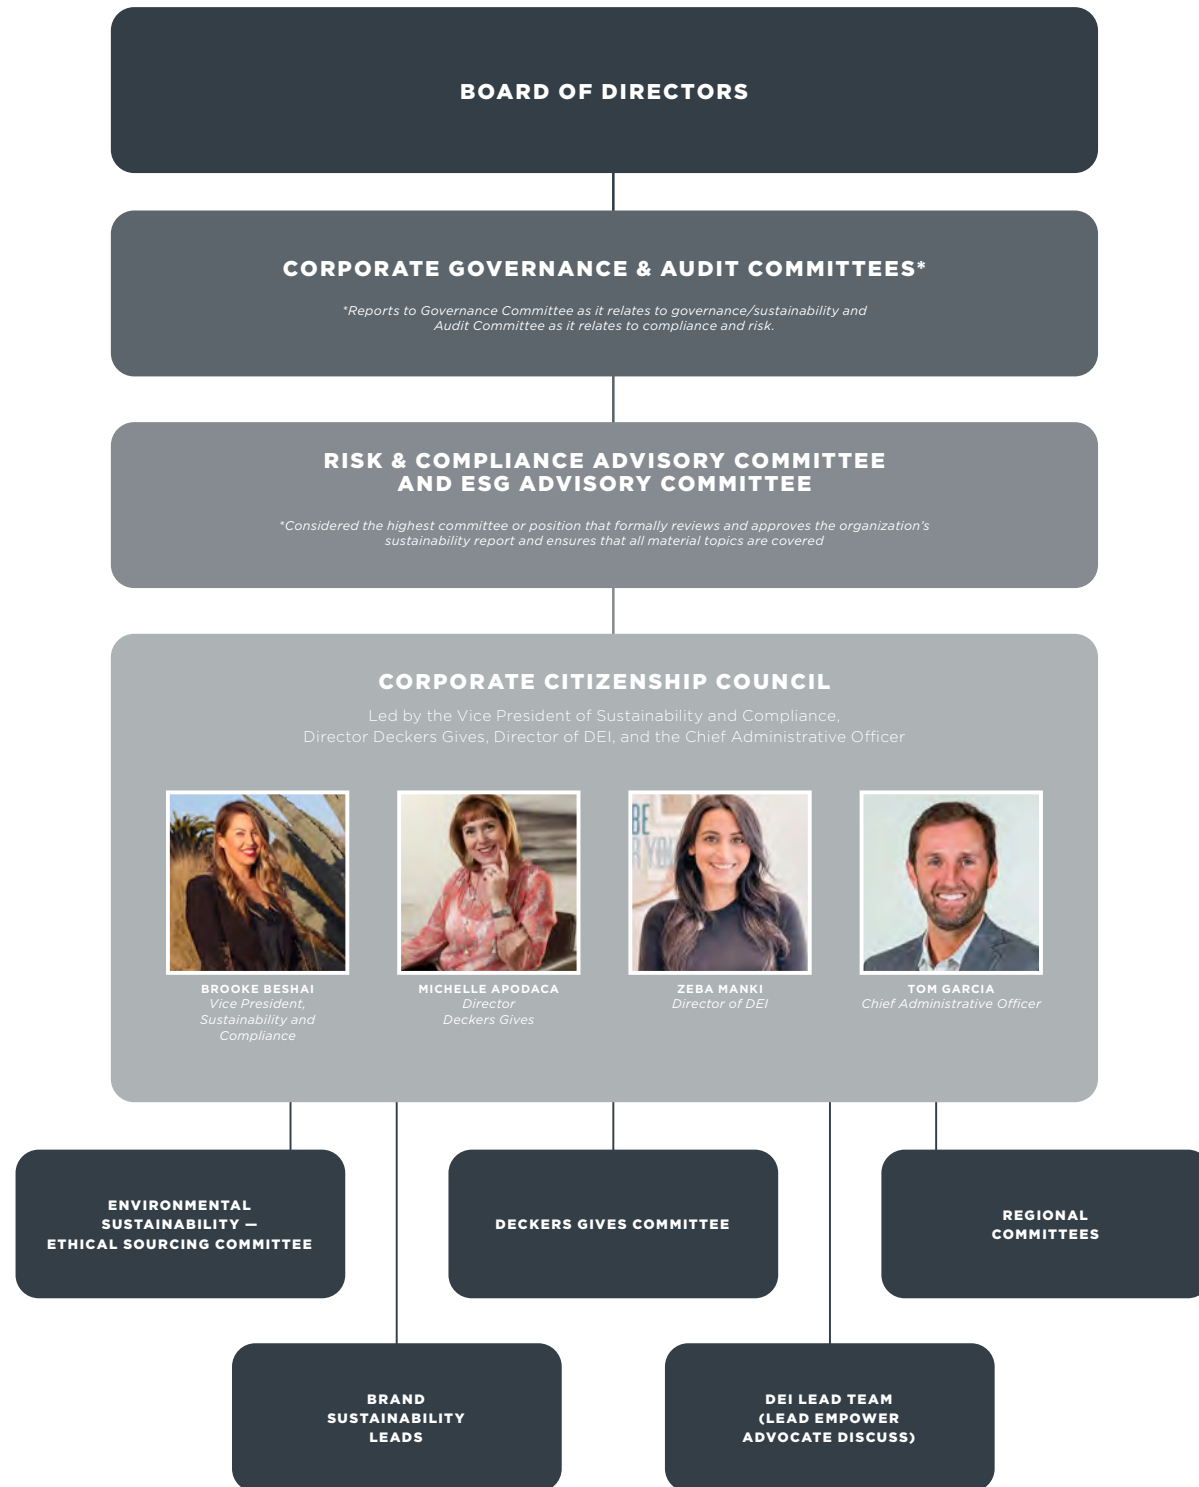 BOARD OF DIRECTORS
CORPORATE GOVERNANCE & AUDIT COMMITTEES*
*Reports to Governance Committee as it relates to governance/sustainability and
Audit Committee as it relates to compliance and risk.
RISK & COMPLIANCE ADVISORY COMMITTEE
AND ESG ADVISORY COMMITTEE
*Considered the highest committee or position that formally reviews and approves the organization's
sustainability report and ensures that all material topics are covered
CORPORATE CITIZENSHIP COUNCIL
Led by the Vice President of Sustainability and Compliance,
Director Deckers Gives, Director of DEI, and the Chief Administrative Officer
BROOKE BESHAI
Vice President,
Sustainability and
Compliance
MICHELLE APODACA
Director
Deckers Gives
BE
ZEBA MANKI
Director of DEI
TOM GARCIA
Chief Administrative Officer
ENVIRONMENTAL
SUSTAINABILITY —
ETHICAL SOURCING COMMITTEE
DECKERS GIVES COMMITTEE
REGIONAL
COMMITTEES
BRAND
SUSTAINABILITY
LEADS
DEI LEAD TEAM
(LEAD EMPOWER
ADVOCATE DISCUSS)